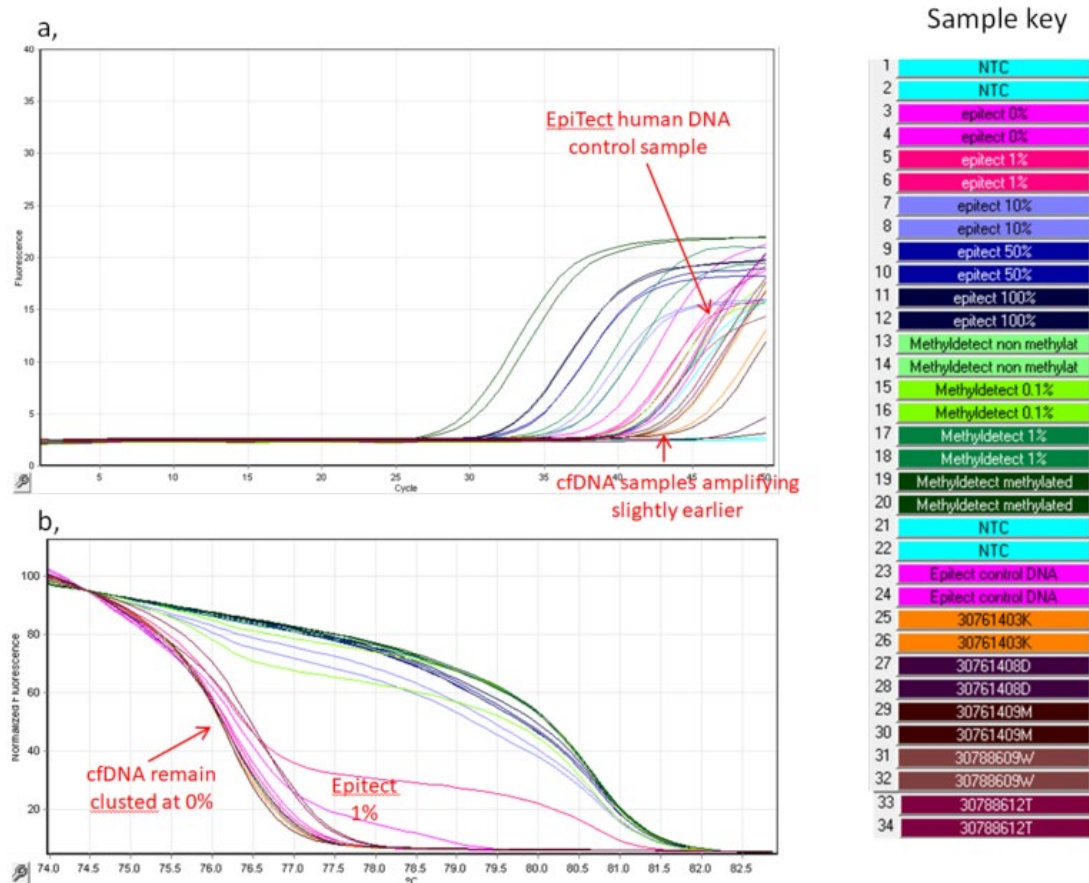 a,
Sample key
40
35
30
25
20
15
10
5
0
Fluorescence
EpiTect human DNA
control sample
5
10
15
20
25
30
35
40
45
50
Cycle
cfDNA samples amplifying
slightly earlier
b,
100
80
60
40
20
Normalized Fluorescence
cfDNA remain
clusted at 0%
Epitect
1%
74.0
74.5
75.0
75.5
76.0
76.5
77.0
77.5
78.0
78.5
79.0
79.5
80.0
80.5
81.0
81.5
82.0
82.5
°C
1 NTC
2 NTC
3 epitect 0%
4 epitect 0%
5 epitect 1%
6 epitect 1%
7 epitect 10%
8 epitect 10%
9 epitect 50%
10 epitect 50%
11 epitect 100%
12 epitect 100%
13 Methyldetect non methylat
14 Methyldetect non methylat
15 Methyldetect 0.1%
16 Methyldetect 0.1%
17 Methyldetect 1%
18 Methyldetect 1%
19 Methyldetect methylated
20 Methyldetect methylated
21 NTC
22 NTC
23 Epitect control DNA
24 Epitect control DNA
25 30761403K
26 30761403K
27 30761408D
28 30761408D
29 30761409M
30 30761409M
31 30788609W
32 30788609W
33 30788612T
34 30788612T